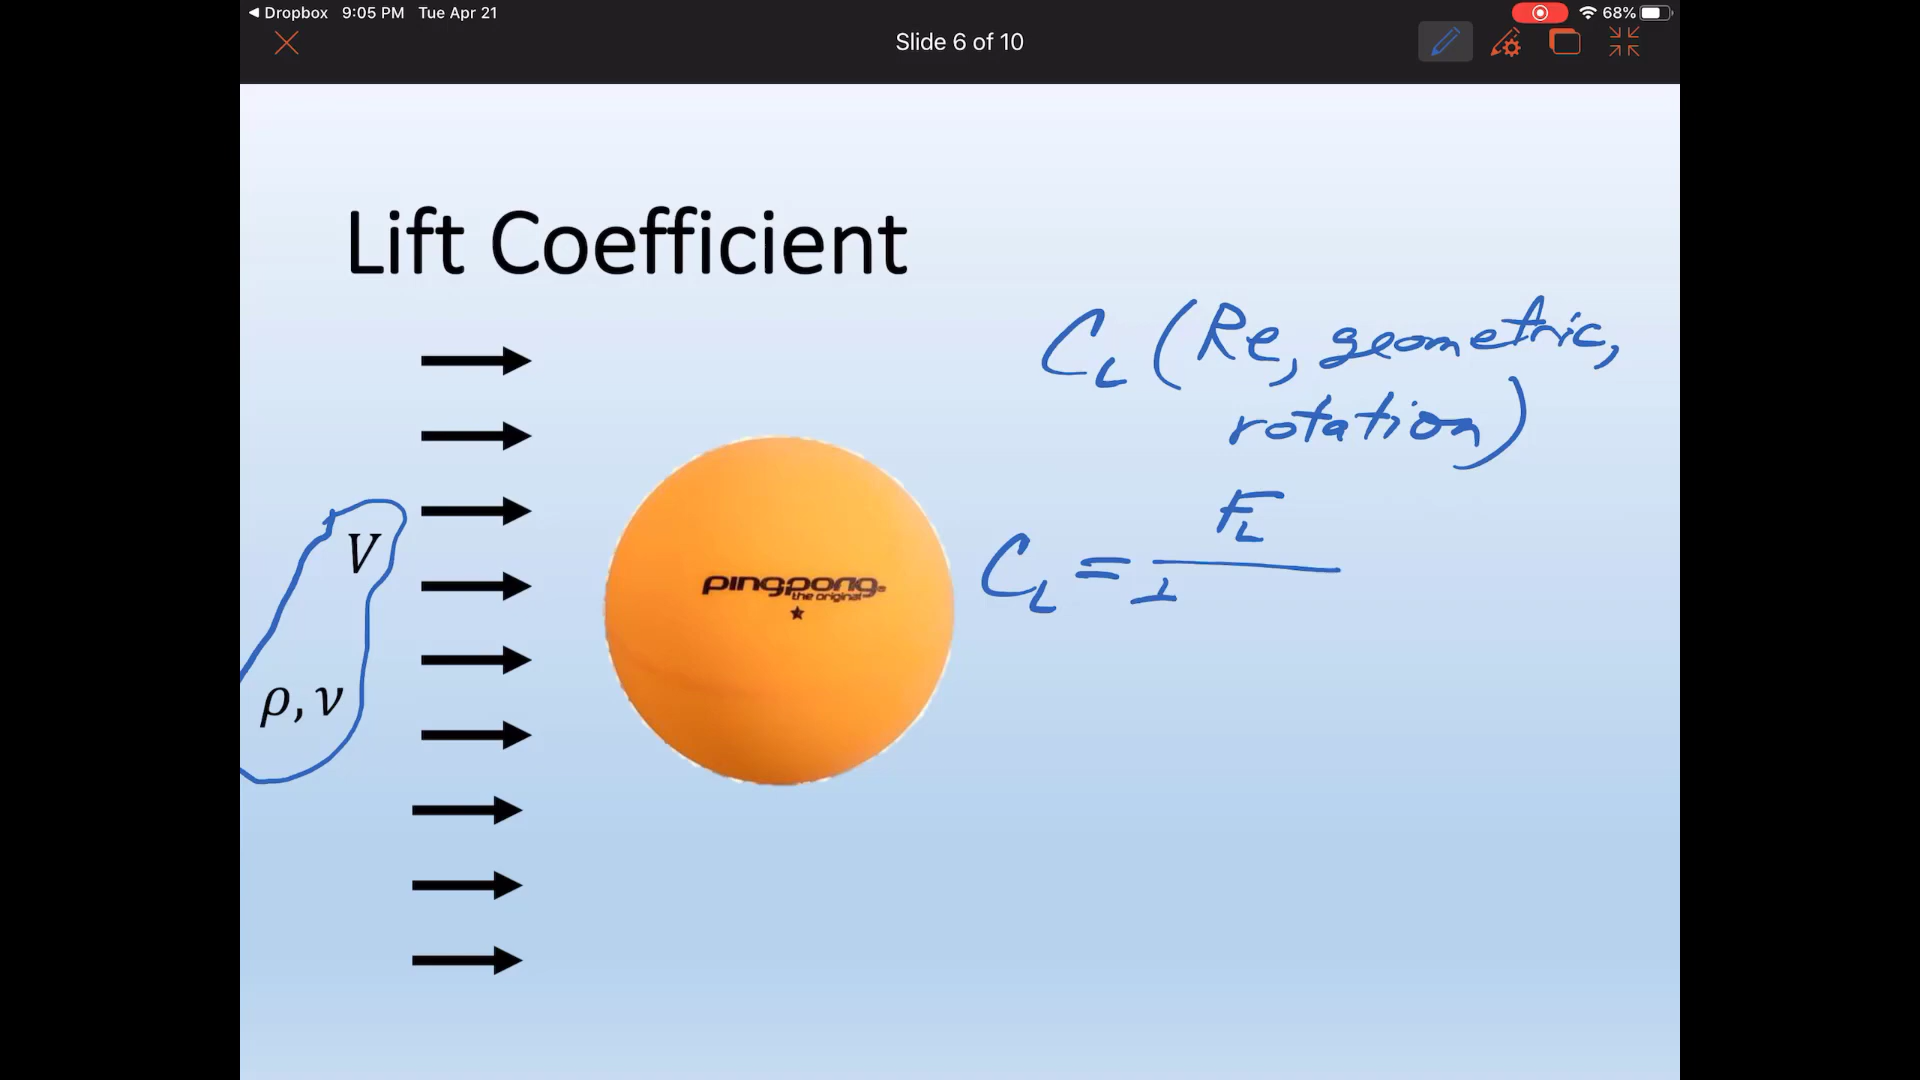 Dropbox 9:05 PM Tue Apr 21
68%
Slide 6 of 10
Lift Coefficient
C_L (Re, geometric,
rotation)
V
F_L
C_L = 1
pingpong
the original
ρ, ν